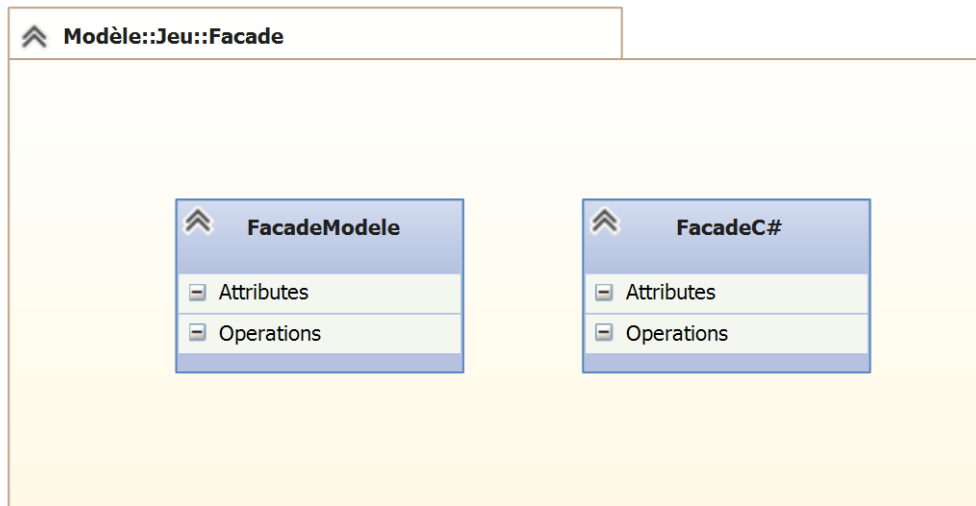 Modèle::Jeu::Facade
FacadeModele
FacadeC#
Attributes
Attributes
Operations
Operations